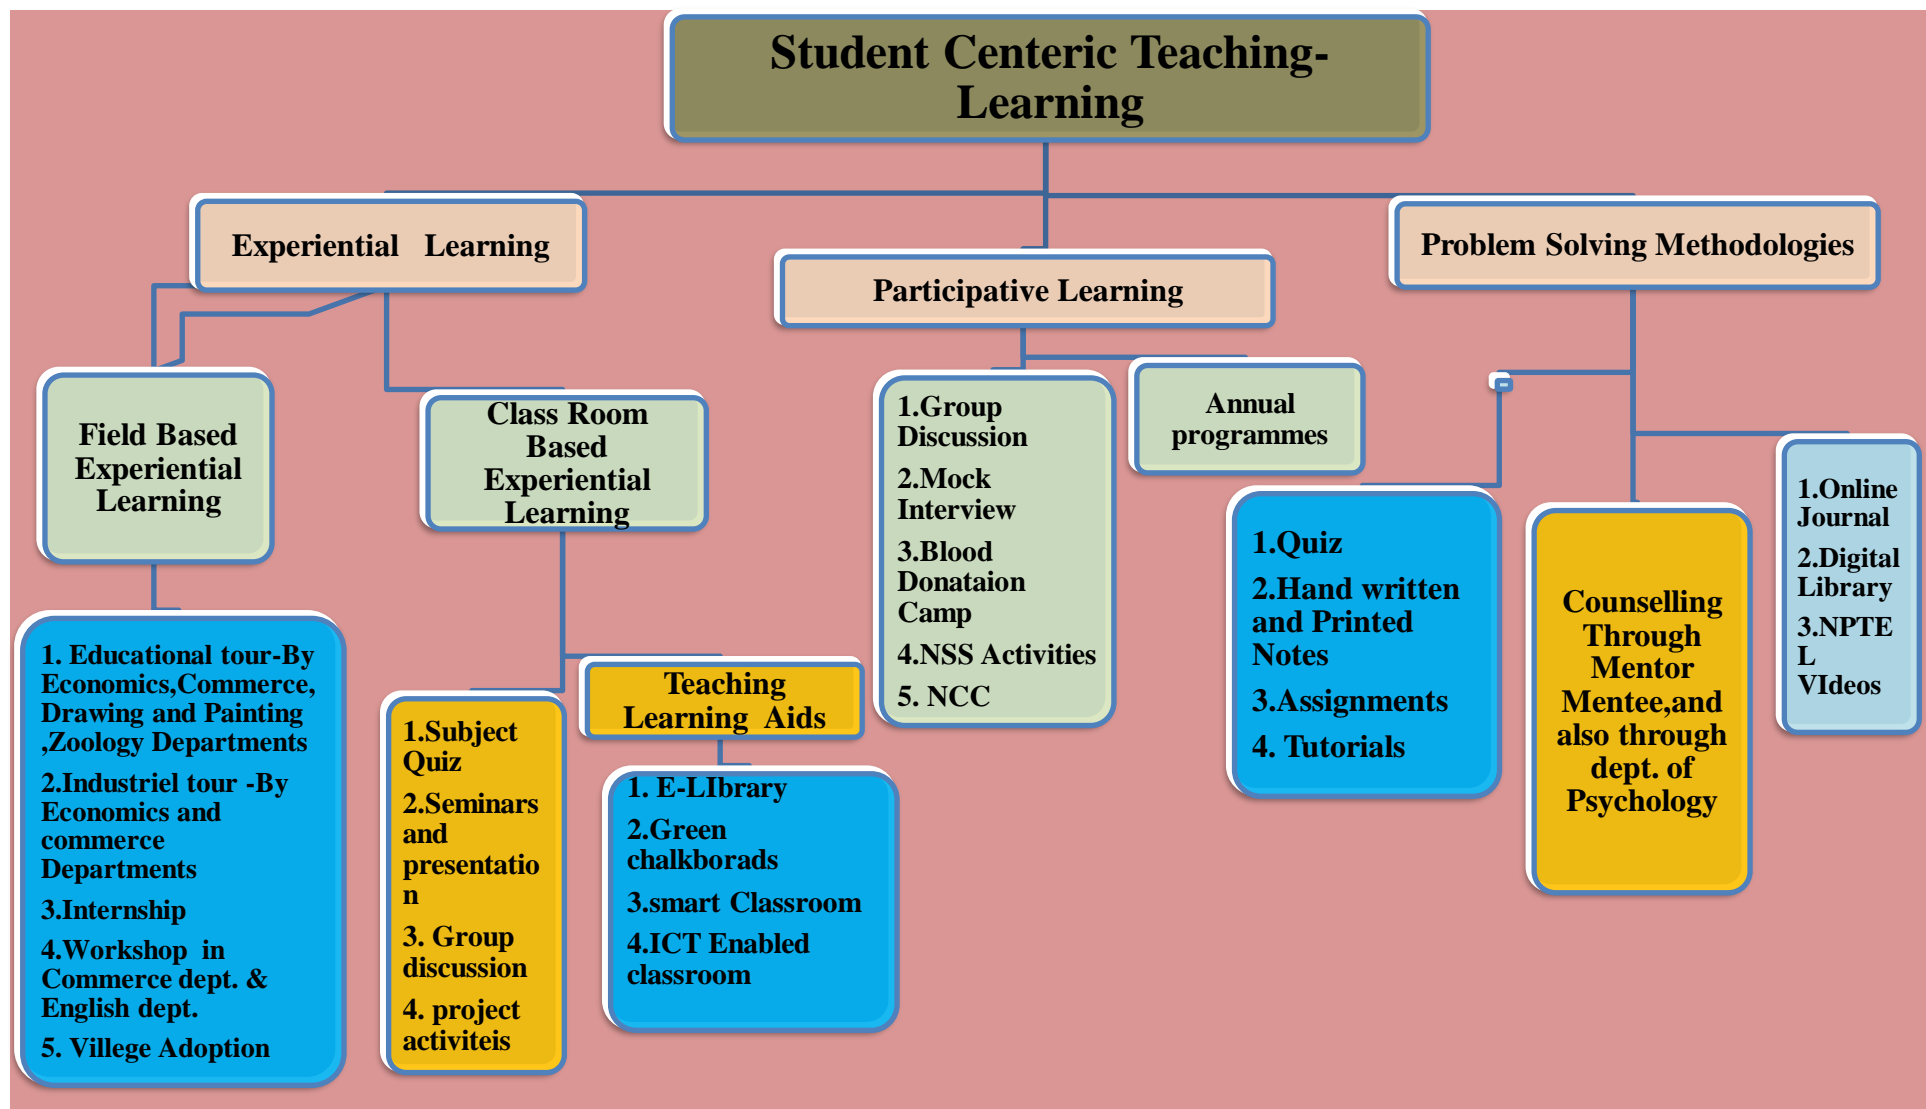 Student Centeric Teaching-
Learning
Experiential Learning
Participative Learning
Problem Solving Methodologies
Field Based
Experiential
Learning
Class Room
Based
Experiential
Learning
1.Group
Discussion
2.Mock
Interview
3.Blood
Donataion
Camp
4.NSS Activities
5. NCC
Annual
programmes
1.Quiz
2.Hand written
and Printed
Notes
3.Assignments
4. Tutorials
Counselling
Through
Mentor
Mentee,and
also through
dept. of
Psychology
1.Online
Journal
2.Digital
Library
3.NPTE
L
VIdeos
1. Educational tour-By
Economics,Commerce,
Drawing and Painting
,Zoology Departments
2.Industriel tour -By
Economics and
commerce
Departments
3.Internship
4.Workshop in
Commerce dept. &
English dept.
5. Villege Adoption
1.Subject
Quiz
2.Seminars
and
presentatio
n
3. Group
discussion
4. project
activiteis
Teaching
Learning Aids
1. E-LIbrary
2.Green
chalkborads
3.smart Classroom
4.ICT Enabled
classroom